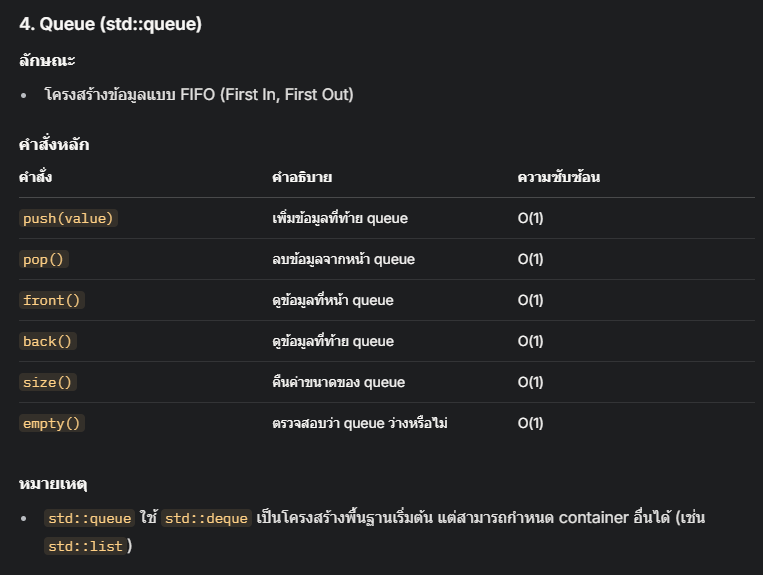 4. Queue (std::queue)
ลักษณะ
• โครงสร้างข้อมูลแบบ FIFO (First In, First Out)
คำสั่งหลัก
คำสั่ง คำอธิบาย ความซับซ้อน
push(value) เพิ่มข้อมูลที่ท้าย queue O(1)
pop() ลบข้อมูลจากหน้า queue O(1)
front() ดูข้อมูลที่หน้า queue O(1)
back() ดูข้อมูลที่ท้าย queue O(1)
size() คืนค่าขนาดของ queue O(1)
empty() ตรวจสอบว่า queue ว่างหรือไม่ O(1)
หมายเหตุ
• std::queue ใช้ std::deque เป็นโครงสร้างพื้นฐานเริ่มต้น แต่สามารถกำหนด container อื่นได้ (เช่น
std::list)